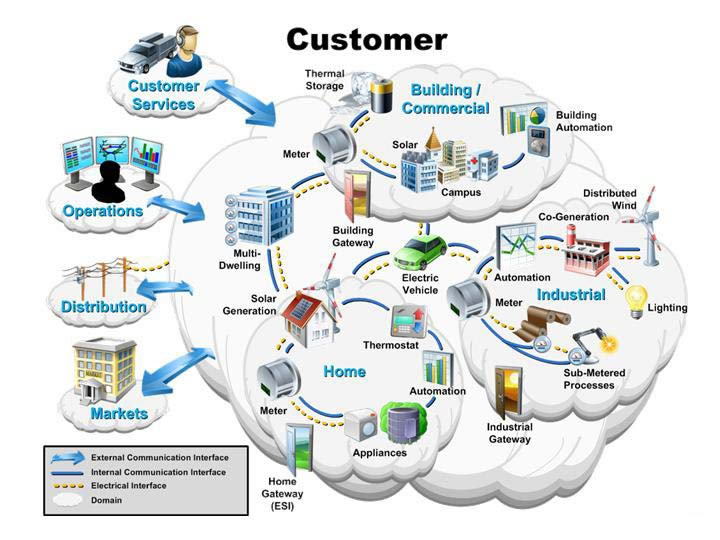 Customer
Customer
Services
Thermal
Storage
Building /
Commercial
Building
Automation
Meter
Solar
Campus
Operations
Multi-
Dwelling
Building
Gateway
Electric
Vehicle
Distributed
Wind
Co-Generation
Automation
Meter
Industrial
Lighting
Sub-Metered
Processes
Industrial
Gateway
Distribution
Solar
Generation
Thermostat
Home
Automation
Meter
Appliances
Home
Gateway
(ESI)
MARKET
Markets
External Communication Interface
Internal Communication Interface
Electrical Interface
Domain